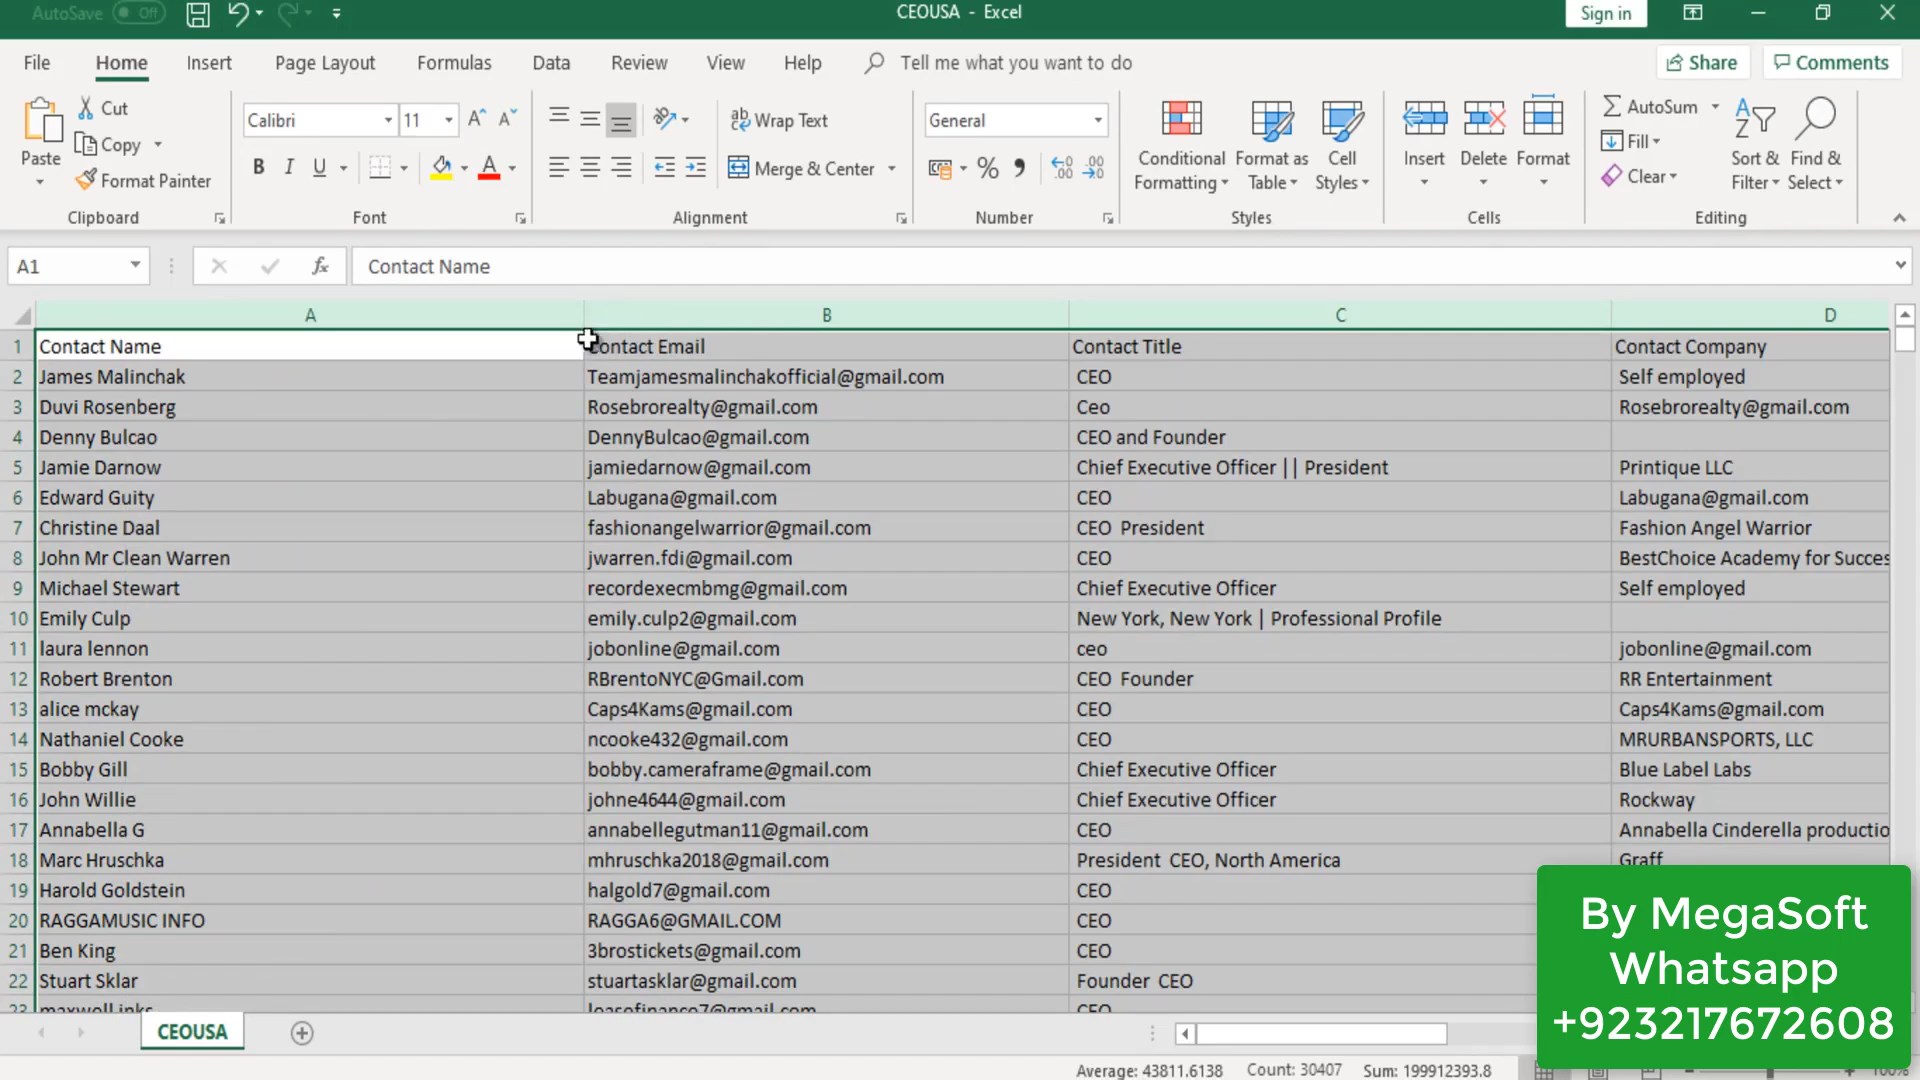 AutoSave Off
CEOUSA - Excel
Sign in
File Home Insert Page Layout Formulas Data Review View Help Tell me what you want to do
Share Comments
Paste
Cut
Copy
Format Painter
Clipboard
Calibri 11
B I U A
Font
Wrap Text
Merge & Center
Alignment
General
% ,
Number
Conditional Formatting
Format as Table
Cell Styles
Styles
Insert
Delete
Format
Cells
AutoSum
Fill
Clear
Sort & Filter
Find & Select
Editing
A1 fx Contact Name
A B C D
1 Contact Name Contact Email Contact Title Contact Company
2 James Malinchak Teamjamesmalinchakofficial@gmail.com CEO Self employed
3 Duvi Rosenberg Rosebrorealty@gmail.com Ceo Rosebrorealty@gmail.com
4 Denny Bulcao DennyBulcao@gmail.com CEO and Founder
5 Jamie Darnow jamiedarnow@gmail.com Chief Executive Officer || President Printique LLC
6 Edward Guity Labugana@gmail.com CEO Labugana@gmail.com
7 Christine Daal fashionangelwarrior@gmail.com CEO President Fashion Angel Warrior
8 John Mr Clean Warren jwarren.fdi@gmail.com CEO BestChoice Academy for Succes
9 Michael Stewart recordexecmbmg@gmail.com Chief Executive Officer Self employed
10 Emily Culp emily.culp2@gmail.com New York, New York | Professional Profile
11 laura lennon jobonline@gmail.com ceo jobonline@gmail.com
12 Robert Brenton RBrentoNYC@Gmail.com CEO Founder RR Entertainment
13 alice mckay Caps4Kams@gmail.com CEO Caps4Kams@gmail.com
14 Nathaniel Cooke ncooke432@gmail.com CEO MRURBANSPORTS, LLC
15 Bobby Gill bobby.cameraframe@gmail.com Chief Executive Officer Blue Label Labs
16 John Willie johne4644@gmail.com Chief Executive Officer Rockway
17 Annabella G annabellegutman11@gmail.com CEO Annabella Cinderella productio
18 Marc Hruschka mhruschka2018@gmail.com President CEO, North America Graff
19 Harold Goldstein halgold7@gmail.com CEO
20 RAGGAMUSIC INFO RAGGA6@GMAIL.COM CEO
21 Ben King 3brostickets@gmail.com CEO
22 Stuart Sklar stuartasklar@gmail.com Founder CEO
23 CEO
CEOUSA
Average: 43811.6138 Count: 30407 Sum: 199912393.8
100%
By MegaSoft
Whatsapp
+923217672608